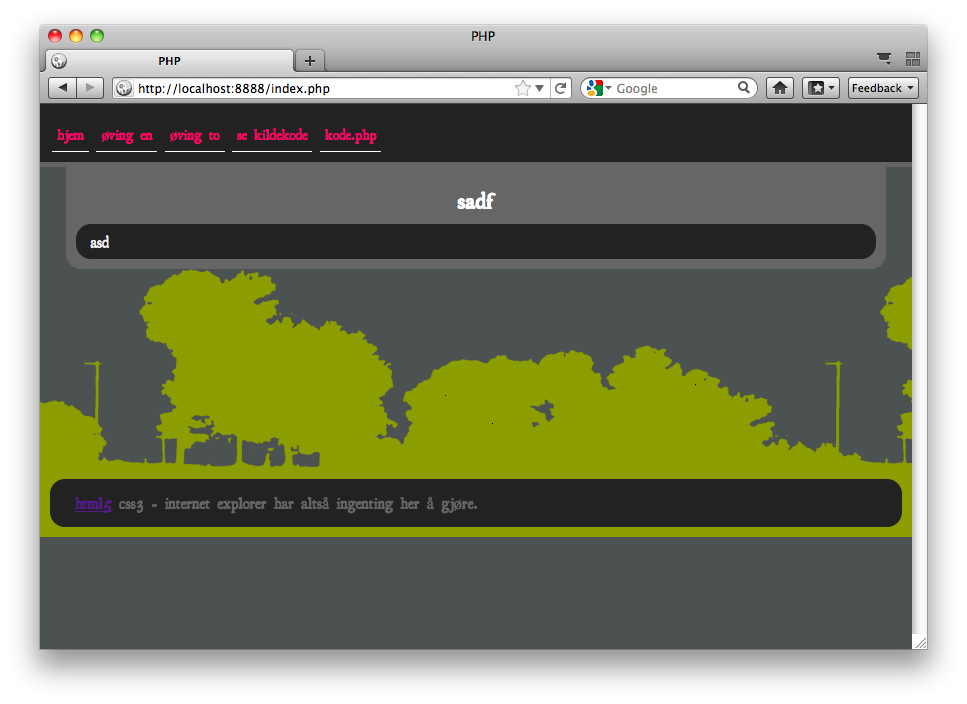 PHP
PHP
http://localhost:8888/index.php Google Feedback
hjem øving en øving to se kildekode kode.php
sadf
asd
html5 css3 - internet explorer har altså ingenting her å gjøre.